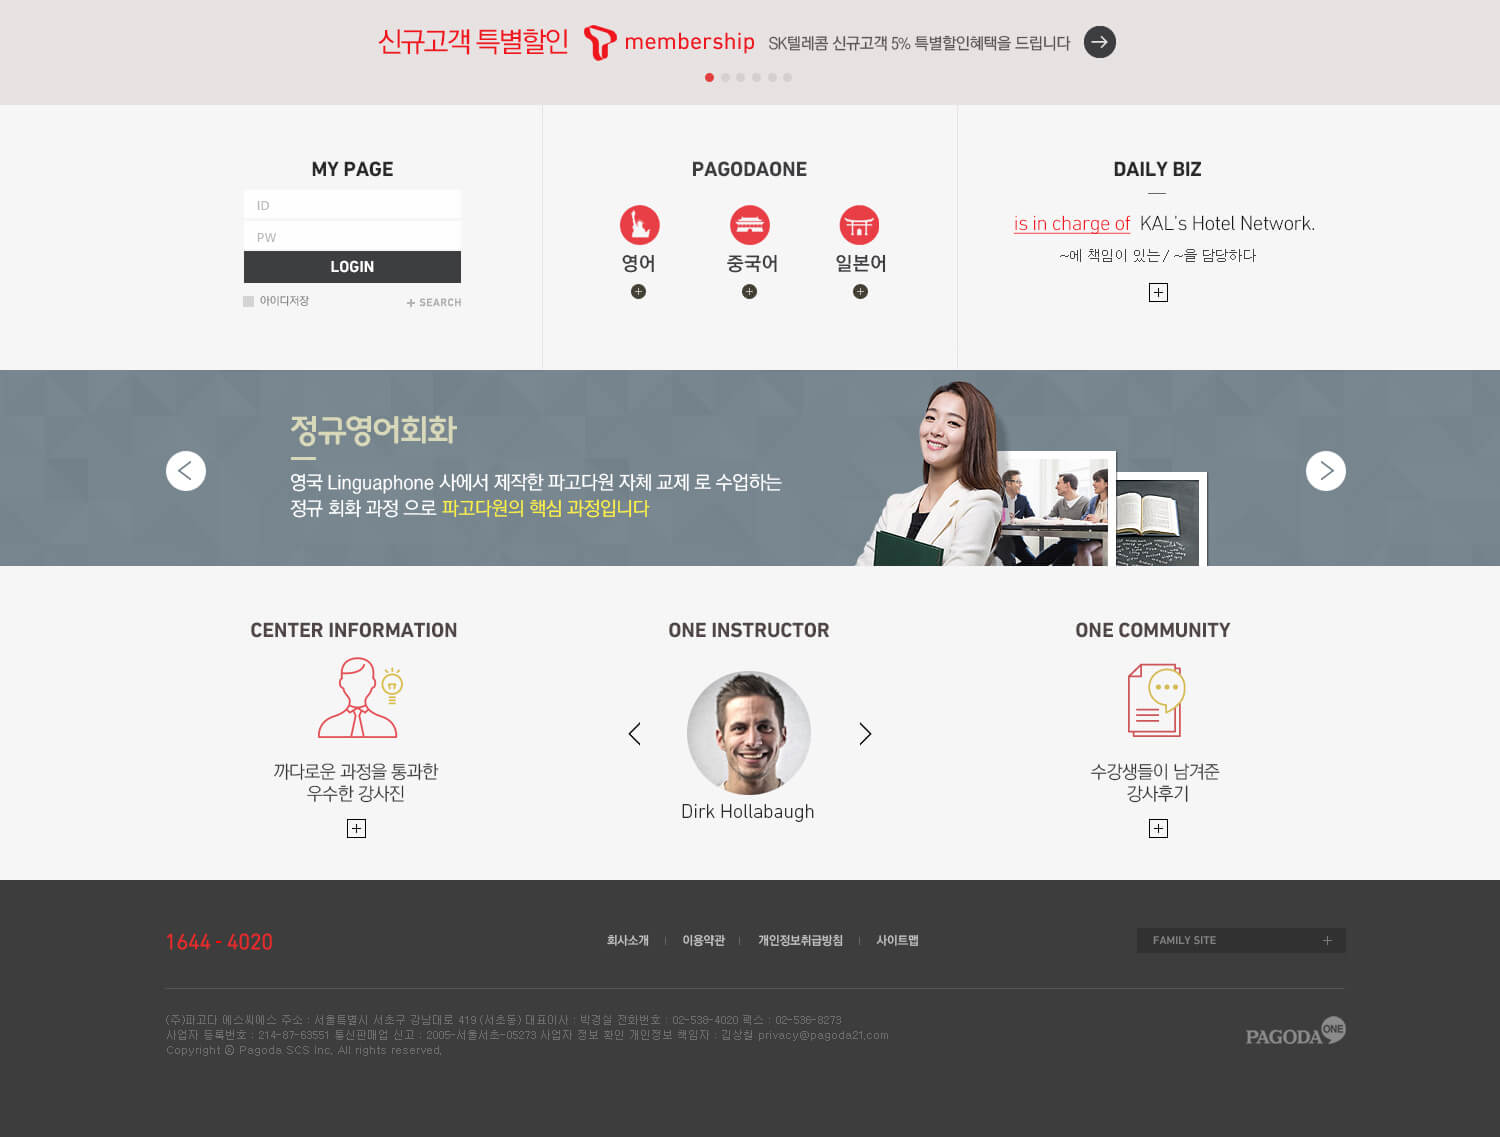 신규고객 특별할인 T membership SK텔레콤 신규고객 5% 특별할인혜택을 드립니다
MY PAGE
ID
PW
LOGIN
아이디저장 + SEARCH
PAGODAONE
영어 중국어 일본어
DAILY BIZ
is in charge of KAL's Hotel Network.
~에 책임이 있는 / ~을 담당하다
정규영어회화
영국 Linguaphone 사에서 제작한 파고다원 자체 교제 로 수업하는
정규 회화 과정 으로 파고다원의 핵심 과정입니다
CENTER INFORMATION
까다로운 과정을 통과한
우수한 강사진
ONE INSTRUCTOR
Dirk Hollabaugh
ONE COMMUNITY
수강생들이 남겨준
강사후기
1644 - 4020
회사소개 | 이용약관 | 개인정보취급방침 | 사이트맵
FAMILY SITE +
(주)파고다 에스씨에스 주소 : 서울특별시 서초구 강남대로 419 (서초동) 대표이사 : 박경실 전화번호 : 02-538-4020 팩스 : 02-536-8273
사업자 등록번호 : 214-87-63551 통신판매업 신고 : 2005-서울서초-05273 사업자 정보 확인 개인정보 책임자 : 김상철 privacy@pagoda21.com
Copyright ⓒ Pagoda SCS Inc. All rights reserved.
PAGODA ONE